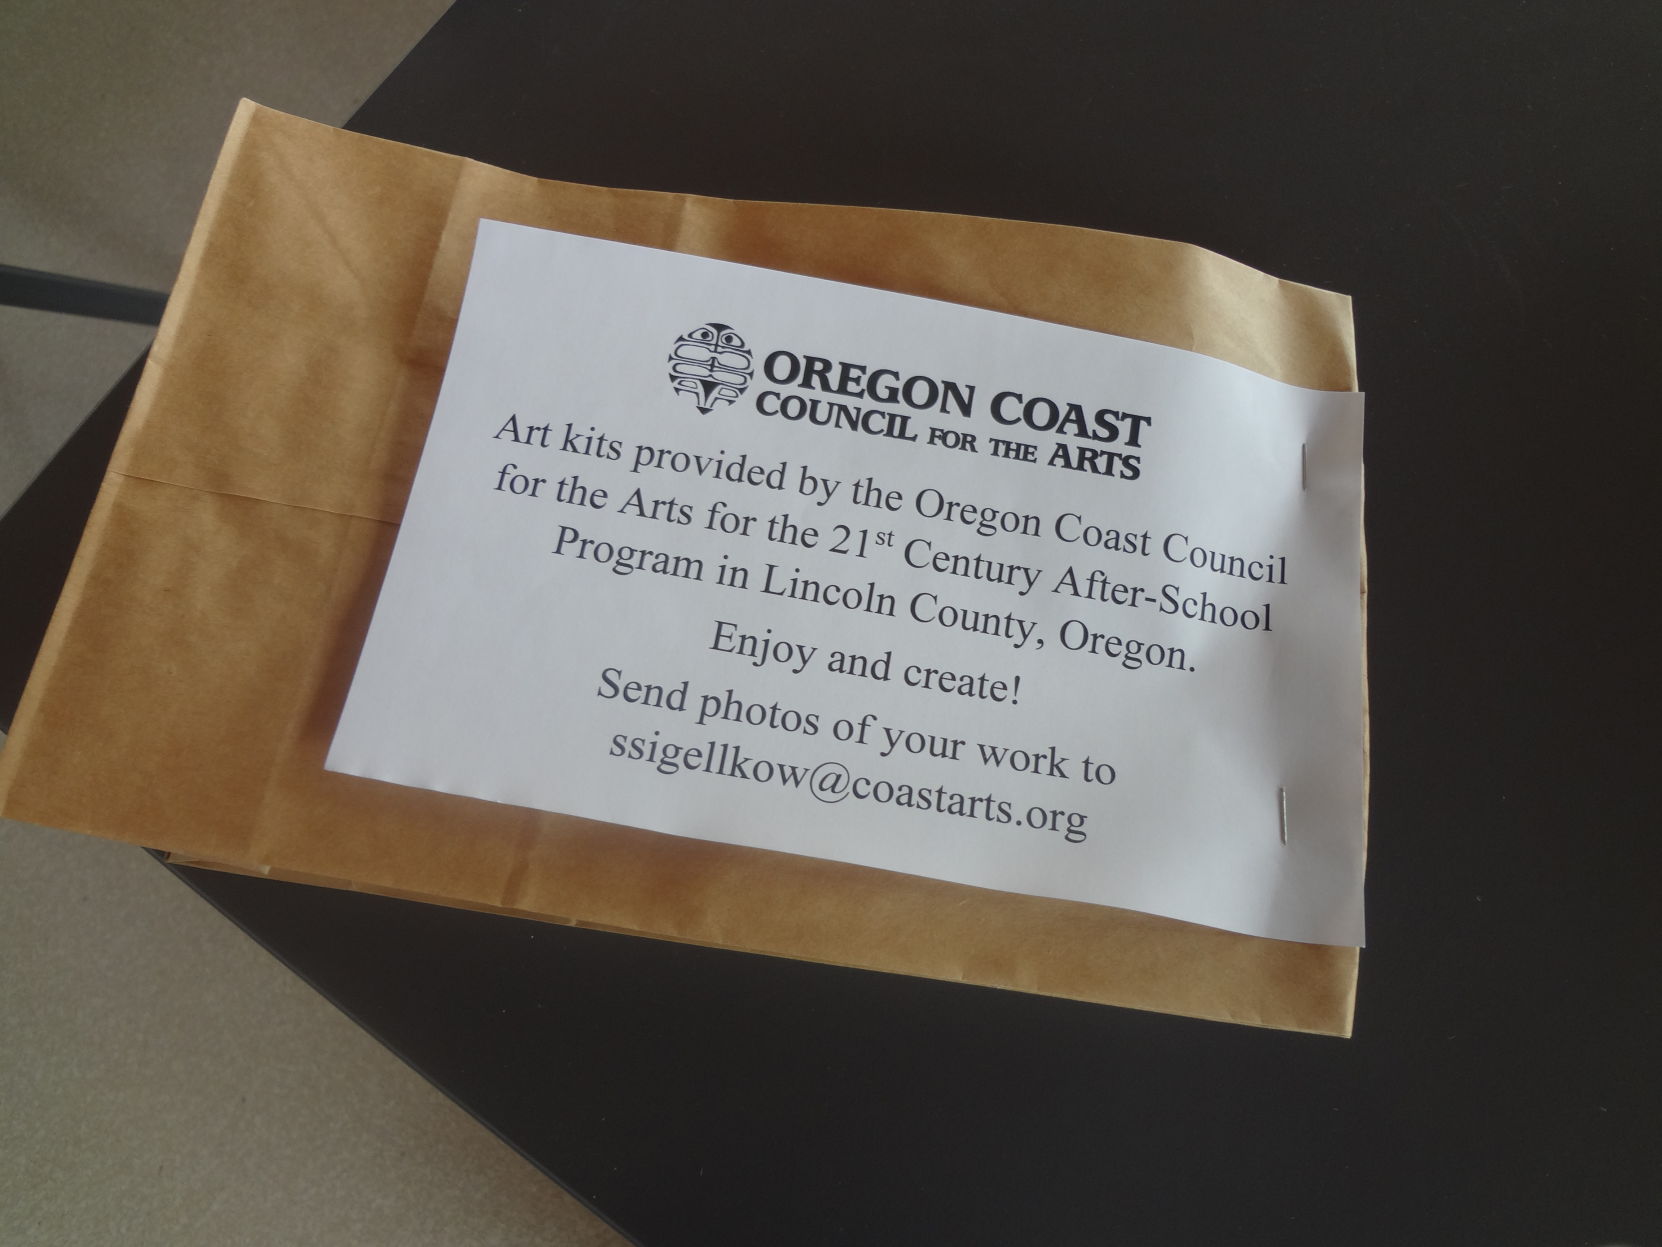 OREGON COAST
COUNCIL FOR THE ARTS
Art kits provided by the Oregon Coast Council
for the Arts for the 21st Century After-School
Program in Lincoln County, Oregon.
Enjoy and create!
Send photos of your work to
ssigellkow@coastarts.org